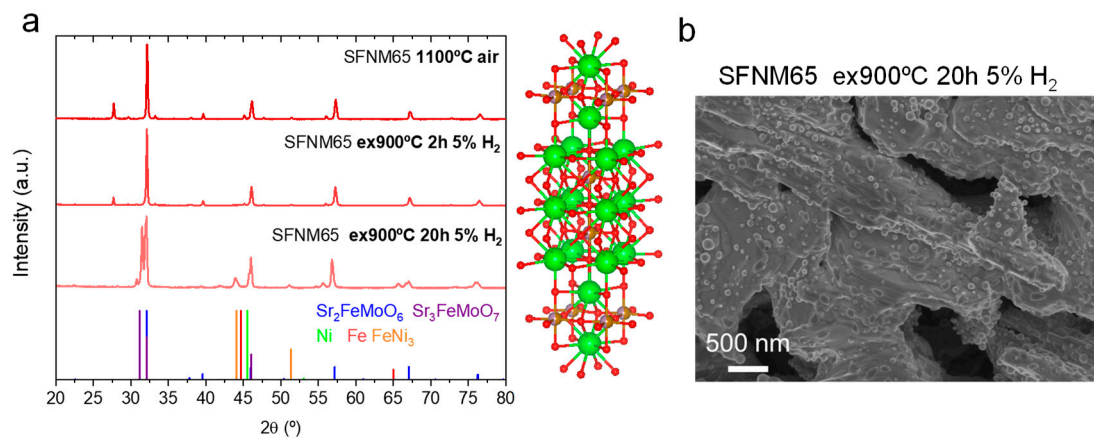 a
SFNM65 1100ºC air
SFNM65 ex900ºC 2h 5% H₂
SFNM65 ex900ºC 20h 5% H₂
Intensity (a.u.)
Sr₂FeMoO₆ Sr₃FeMoO₇
Ni Fe FeNi₃
20 25 30 35 40 45 50 55 60 65 70 75 80
2θ (º)
b
SFNM65 ex900ºC 20h 5% H₂
500 nm